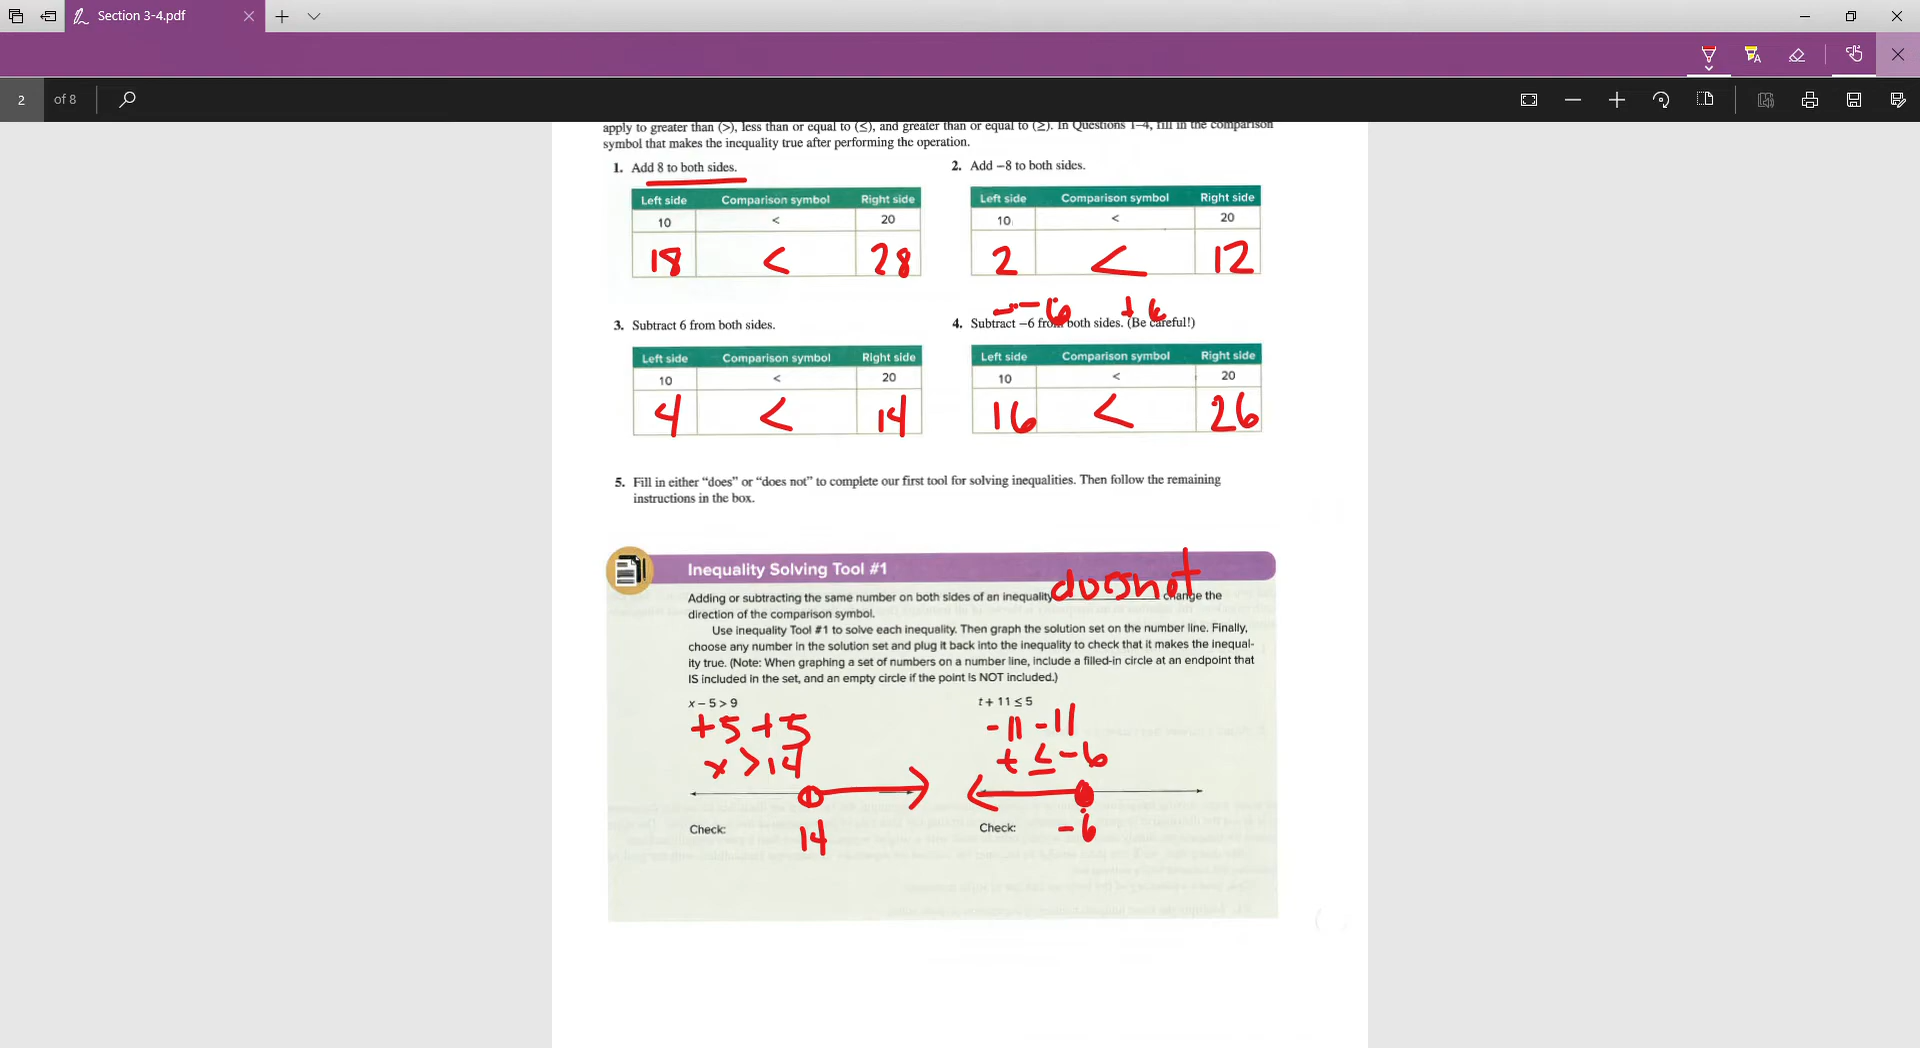 Section 3-4.pdf
2 of 8
apply to greater than (>), less than or equal to (≤), and greater than or equal to (≥). In Questions 1–4, fill in the comparison
symbol that makes the inequality true after performing the operation.
1. Add 8 to both sides.
Left side Comparison symbol Right side
10 < 20
18 < 28
2. Add −8 to both sides.
Left side Comparison symbol Right side
10 < 20
2 < 12
3. Subtract 6 from both sides.
Left side Comparison symbol Right side
10 < 20
4 < 14
− −6 +6
4. Subtract −6 from both sides. (Be careful!)
Left side Comparison symbol Right side
10 < 20
16 < 26
5. Fill in either “does” or “does not” to complete our first tool for solving inequalities. Then follow the remaining
instructions in the box.
Inequality Solving Tool #1
Adding or subtracting the same number on both sides of an inequality does not change the
direction of the comparison symbol.
Use inequality Tool #1 to solve each inequality. Then graph the solution set on the number line. Finally,
choose any number in the solution set and plug it back into the inequality to check that it makes the inequal-
ity true. (Note: When graphing a set of numbers on a number line, include a filled-in circle at an endpoint that
IS included in the set, and an empty circle if the point is NOT included.)
x − 5 > 9
+5 +5
x > 14
14
Check:
t + 11 ≤ 5
-11 -11
t ≤ -6
-6
Check: